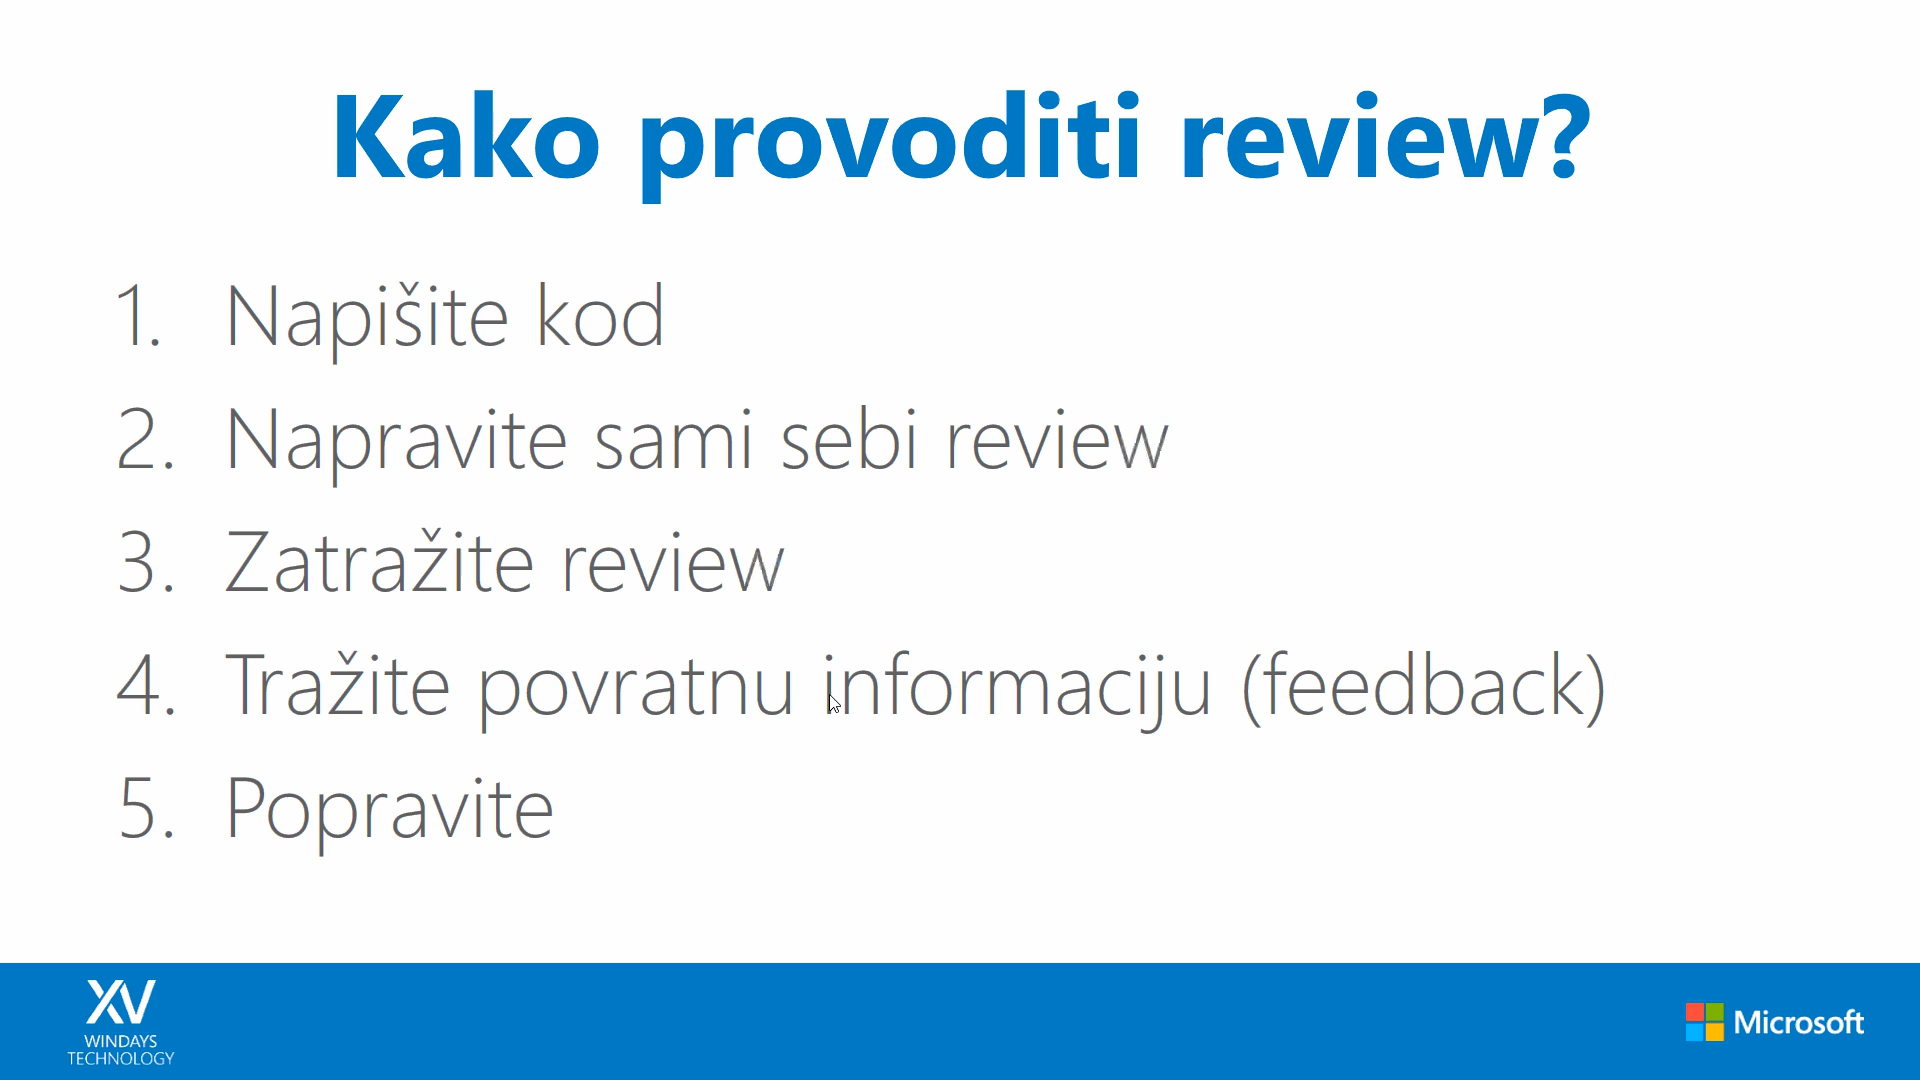 Kako provoditi review?
1. Napišite kod
2. Napravite sami sebi review
3. Zatražite review
4. Tražite povratnu informaciju (feedback)
5. Popravite
XV
WINDAYS
TECHNOLOGY
Microsoft